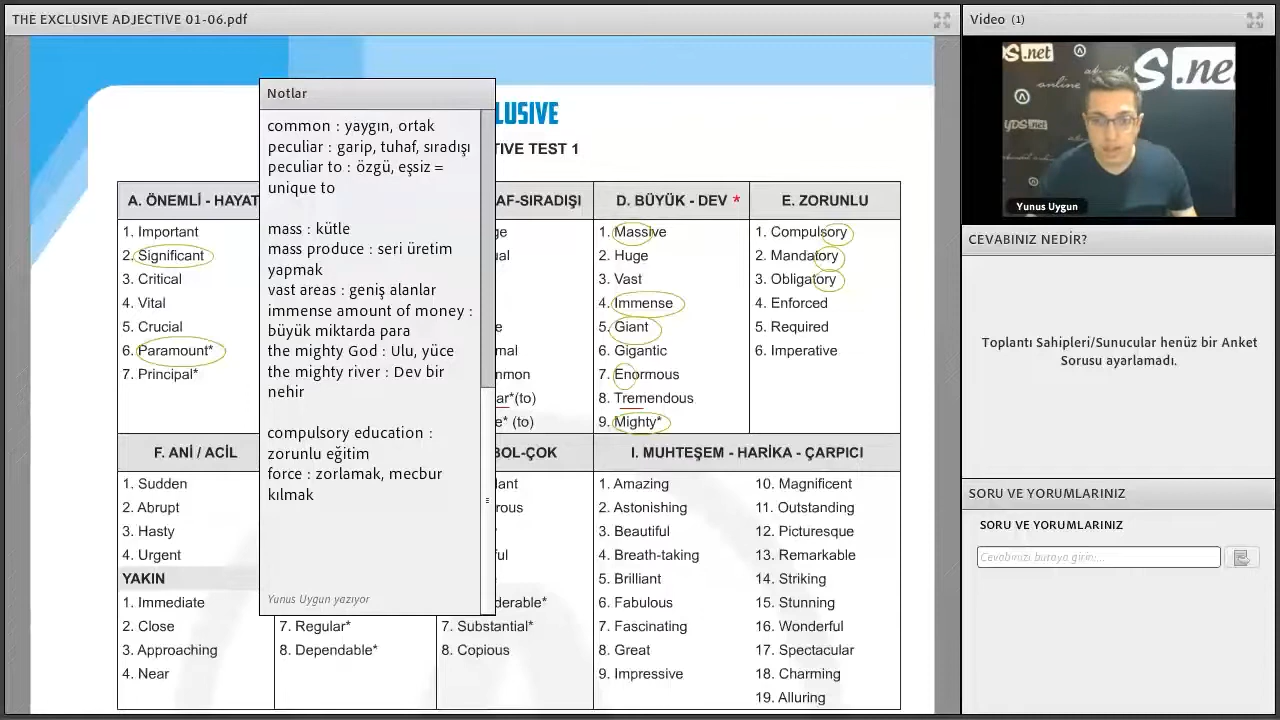 THE EXCLUSIVE ADJECTIVE 01-06.pdf
Video (1)
Yunus Uygun
CEVABINIZ NEDİR?
Toplantı Sahipleri/Sunucular henüz bir Anket
Sorusu ayarlamadı.
SORU VE YORUMLARINIZ
SORU VE YORUMLARINIZ
Cevabınızı buraya girin:...
Notlar
common : yaygın, ortak
peculiar : garip, tuhaf, sıradışı
peculiar to : özgü, eşsiz =
unique to
mass : kütle
mass produce : seri üretim
yapmak
vast areas : geniş alanlar
immense amount of money :
büyük miktarda para
the mighty God : Ulu, yüce
the mighty river : Dev bir
nehir
compulsory education :
zorunlu eğitim
force : zorlamak, mecbur
kılmak
Yunus Uygun yazıyor
LUSIVE
TIVE TEST 1
A. ÖNEMLİ - HAYAT
1. Important
2. Significant
3. Critical
4. Vital
5. Crucial
6. Paramount*
7. Principal*
AF-SIRADIŞI
ge
ual
e
mal
nmon
ar*(to)
e* (to)
D. BÜYÜK - DEV *
1. Massive
2. Huge
3. Vast
4. Immense
5. Giant
6. Gigantic
7. Enormous
8. Tremendous
9. Mighty*
E. ZORUNLU
1. Compulsory
2. Mandatory
3. Obligatory
4. Enforced
5. Required
6. Imperative
F. ANİ / ACİL
1. Sudden
2. Abrupt
3. Hasty
4. Urgent
YAKIN
1. Immediate
2. Close
3. Approaching
4. Near
7. Regular*
8. Dependable*
BOL-ÇOK
dant
rous
ful
derable*
7. Substantial*
8. Copious
I. MUHTEŞEM - HARİKA - ÇARPICI
1. Amazing
2. Astonishing
3. Beautiful
4. Breath-taking
5. Brilliant
6. Fabulous
7. Fascinating
8. Great
9. Impressive
10. Magnificent
11. Outstanding
12. Picturesque
13. Remarkable
14. Striking
15. Stunning
16. Wonderful
17. Spectacular
18. Charming
19. Alluring